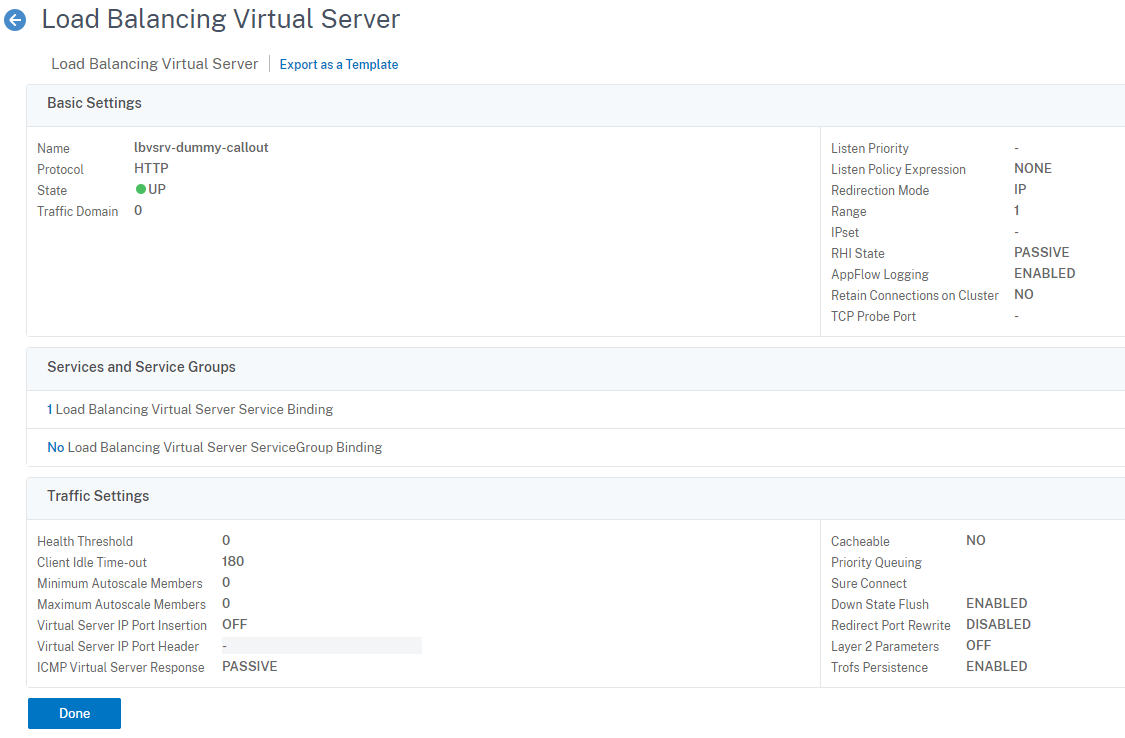 Load Balancing Virtual Server
Load Balancing Virtual Server Export as a Template
Basic Settings
Name lbvsrv-dummy-callout
Protocol HTTP
State UP
Traffic Domain 0
Listen Priority -
Listen Policy Expression NONE
Redirection Mode IP
Range 1
IPset -
RHI State PASSIVE
AppFlow Logging ENABLED
Retain Connections on Cluster NO
TCP Probe Port -
Services and Service Groups
1 Load Balancing Virtual Server Service Binding
No Load Balancing Virtual Server ServiceGroup Binding
Traffic Settings
Health Threshold 0
Client Idle Time-out 180
Minimum Autoscale Members 0
Maximum Autoscale Members 0
Virtual Server IP Port Insertion OFF
Virtual Server IP Port Header -
ICMP Virtual Server Response PASSIVE
Cacheable NO
Priority Queuing
Sure Connect
Down State Flush ENABLED
Redirect Port Rewrite DISABLED
Layer 2 Parameters OFF
Trofs Persistence ENABLED
Done